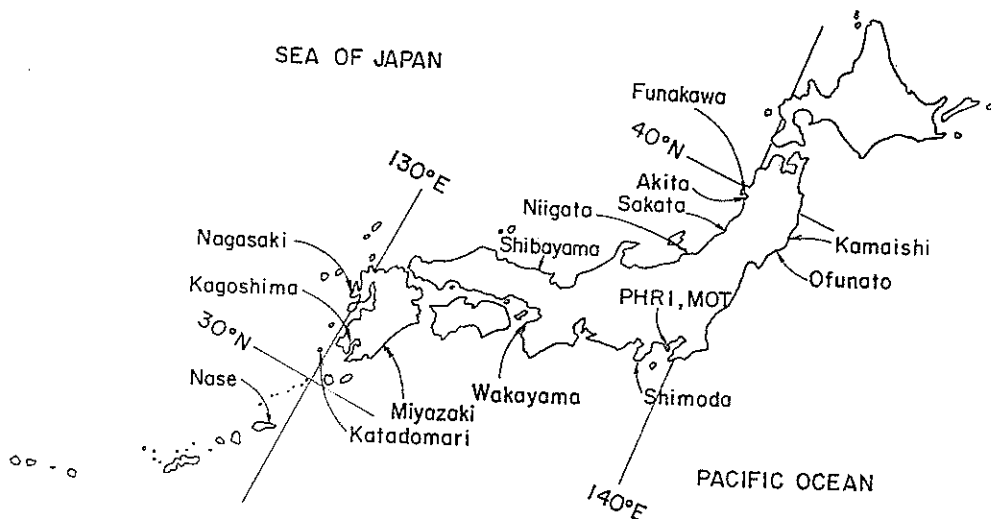 SEA OF JAPAN
Funakawa
40°N
130°E
Akita
Sakata
Niigata
Nagasaki
Shibayama
Kamaishi
Ofunato
Kagoshima
PHRI, MOT
30°N
Nase
Wakayama
Shimoda
Miyazaki
Katadomari
PACIFIC OCEAN
140°E